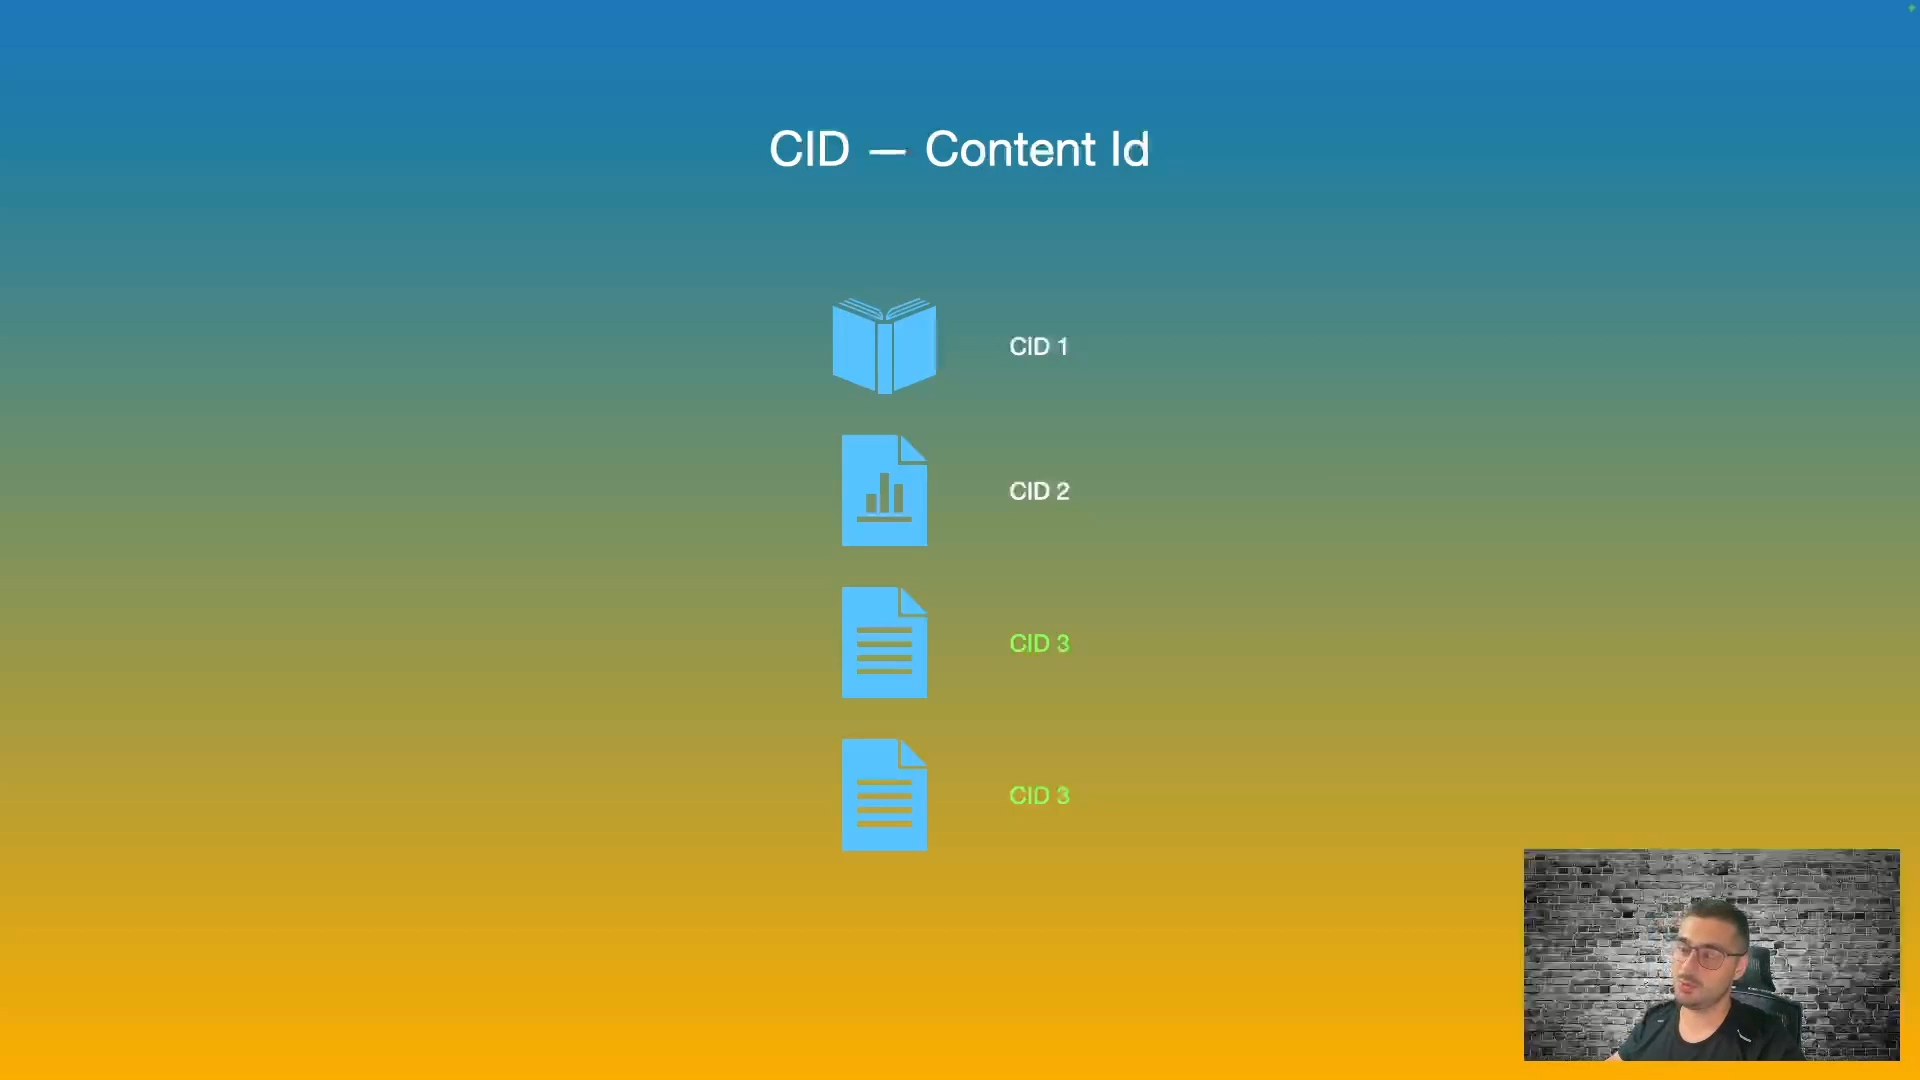 CID — Content Id
CID 1
CID 2
CID 3
CID 3